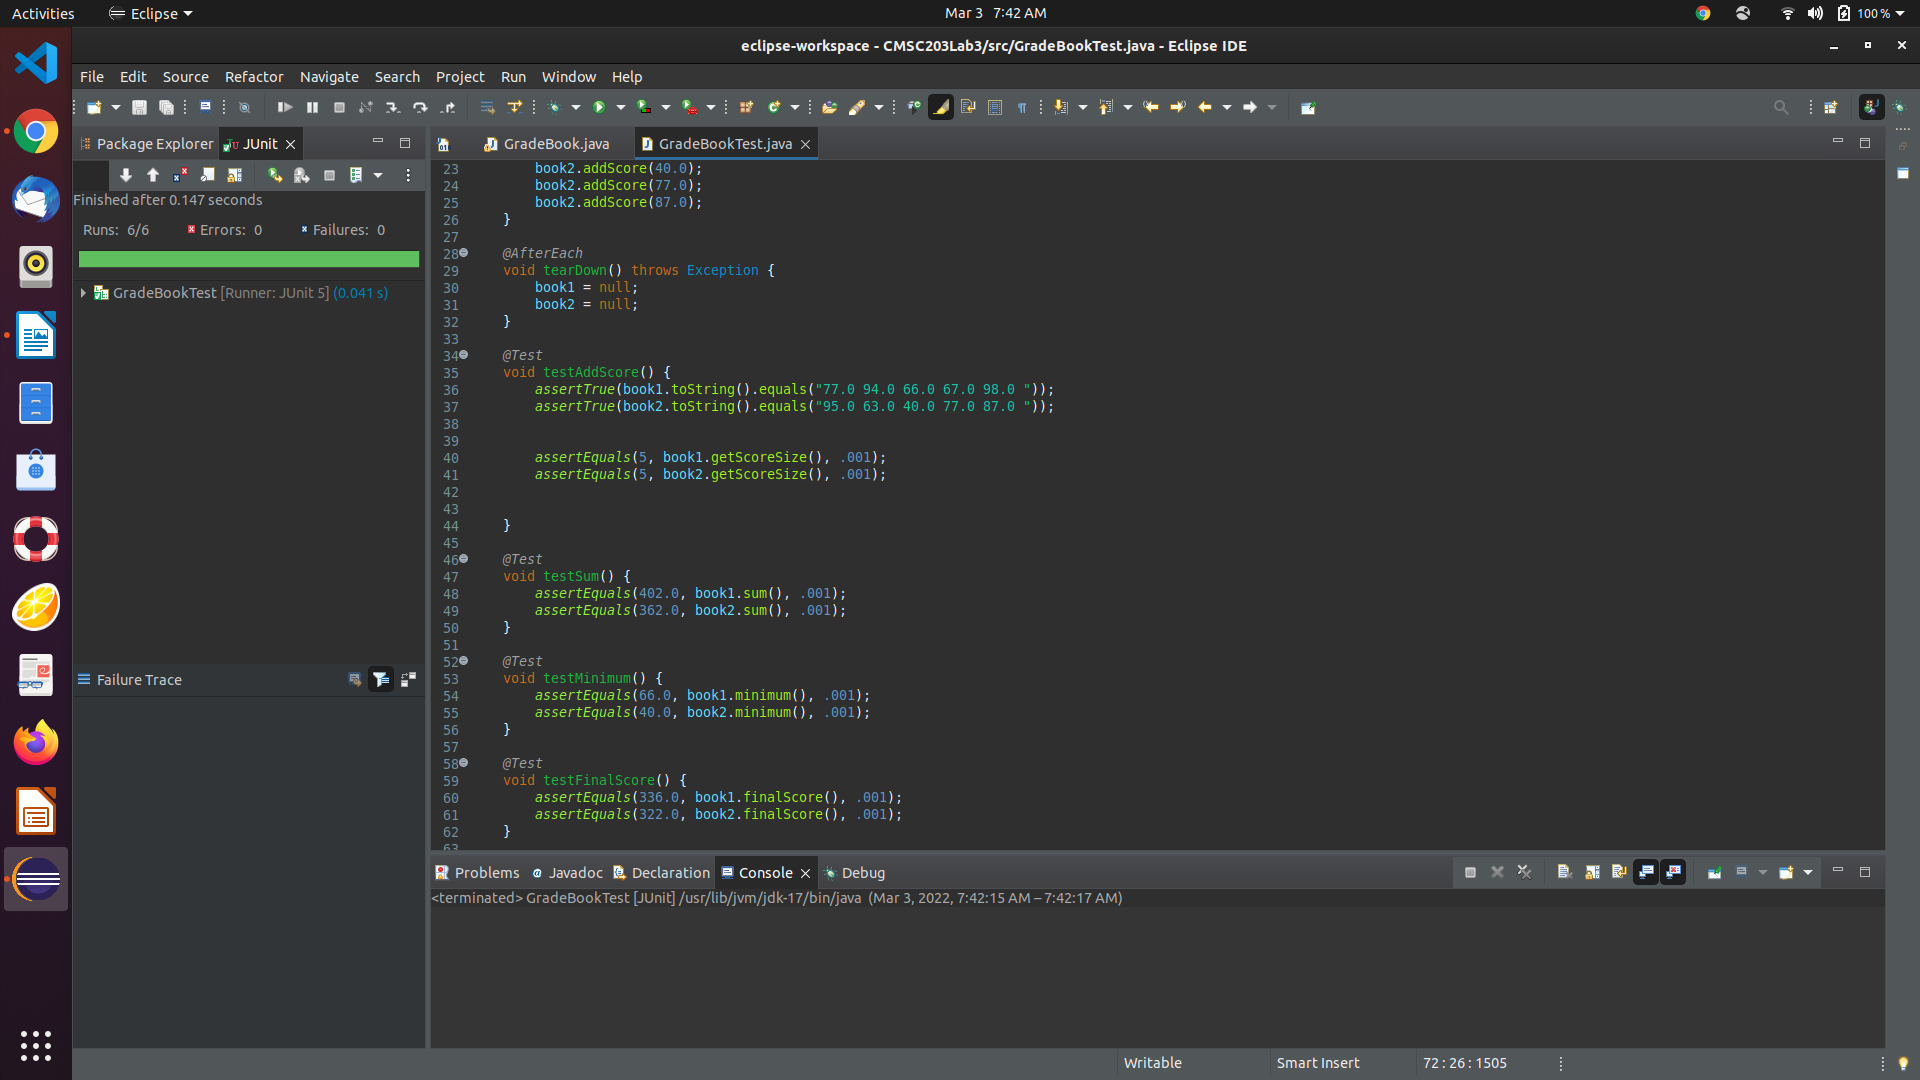 Activities Eclipse Mar 3 7:42 AM 100 %
eclipse-workspace - CMSC203Lab3/src/GradeBookTest.java - Eclipse IDE
File Edit Source Refactor Navigate Search Project Run Window Help
Package Explorer JUnit GradeBook.java GradeBookTest.java
Finished after 0.147 seconds
Runs: 6/6 Errors: 0 Failures: 0
GradeBookTest [Runner: JUnit 5] (0.041 s)
Failure Trace
23 book2.addScore(40.0);
24 book2.addScore(77.0);
25 book2.addScore(87.0);
26 }
27
28 @AfterEach
29 void tearDown() throws Exception {
30 book1 = null;
31 book2 = null;
32 }
33
34 @Test
35 void testAddScore() {
36 assertTrue(book1.toString().equals("77.0 94.0 66.0 67.0 98.0 "));
37 assertTrue(book2.toString().equals("95.0 63.0 40.0 77.0 87.0 "));
38
39
40 assertEquals(5, book1.getScoreSize(), .001);
41 assertEquals(5, book2.getScoreSize(), .001);
42
43
44 }
45
46 @Test
47 void testSum() {
48 assertEquals(402.0, book1.sum(), .001);
49 assertEquals(362.0, book2.sum(), .001);
50 }
51
52 @Test
53 void testMinimum() {
54 assertEquals(66.0, book1.minimum(), .001);
55 assertEquals(40.0, book2.minimum(), .001);
56 }
57
58 @Test
59 void testFinalScore() {
60 assertEquals(336.0, book1.finalScore(), .001);
61 assertEquals(322.0, book2.finalScore(), .001);
62 }
63
Problems Javadoc Declaration Console Debug
<terminated> GradeBookTest [JUnit] /usr/lib/jvm/jdk-17/bin/java (Mar 3, 2022, 7:42:15 AM – 7:42:17 AM)
Writable Smart Insert 72 : 26 : 1505